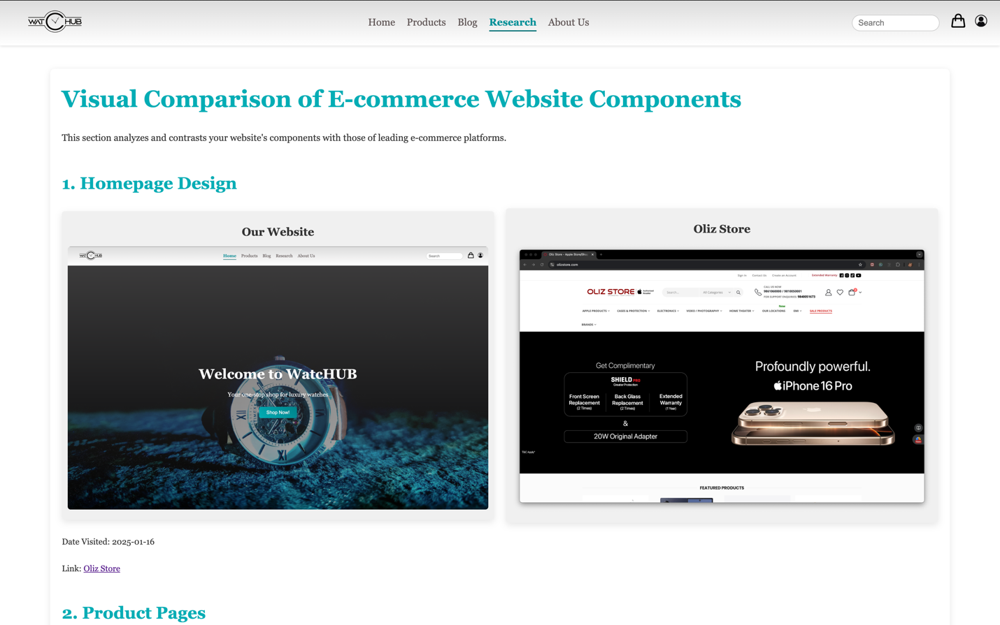 WATCHUB
Home Products Blog Research About Us
Search
Visual Comparison of E-commerce Website Components
This section analyzes and contrasts your website's components with those of leading e-commerce platforms.
1. Homepage Design
Our Website
WATCHUB
Home Products Blog Research About Us
Search
Welcome to WatcHUB
Your one-stop shop for luxury watches
Shop Now!
Oliz Store
Oliz Store - Apple Store/Sho
olizstore.com
Sign in Contact Us Create an Account Extended Warranty
OLIZ STORE Authorised Reseller
Search... All Categories
CALL US NOW
9861960000 / 9810550001
FOR SUPPORT ENQUIRIES: 9840051673
New
APPLE PRODUCTS CASES & PROTECTION ELECTRONICS VIDEO / PHOTOGRAPHY HOME THEATER OUR LOCATIONS EMI SALE PRODUCTS
BRANDS
Get Complimentary
SHIELD PRO
Greater Protection
Front Screen Replacement (2 Times)
Back Glass Replacement (2 Times)
Extended Warranty (1 Year)
&
20W Original Adapter
T&C Apply*
Profoundly powerful.
iPhone 16 Pro
FEATURED PRODUCTS
Date Visited: 2025-01-16
Link: Oliz Store
2. Product Pages